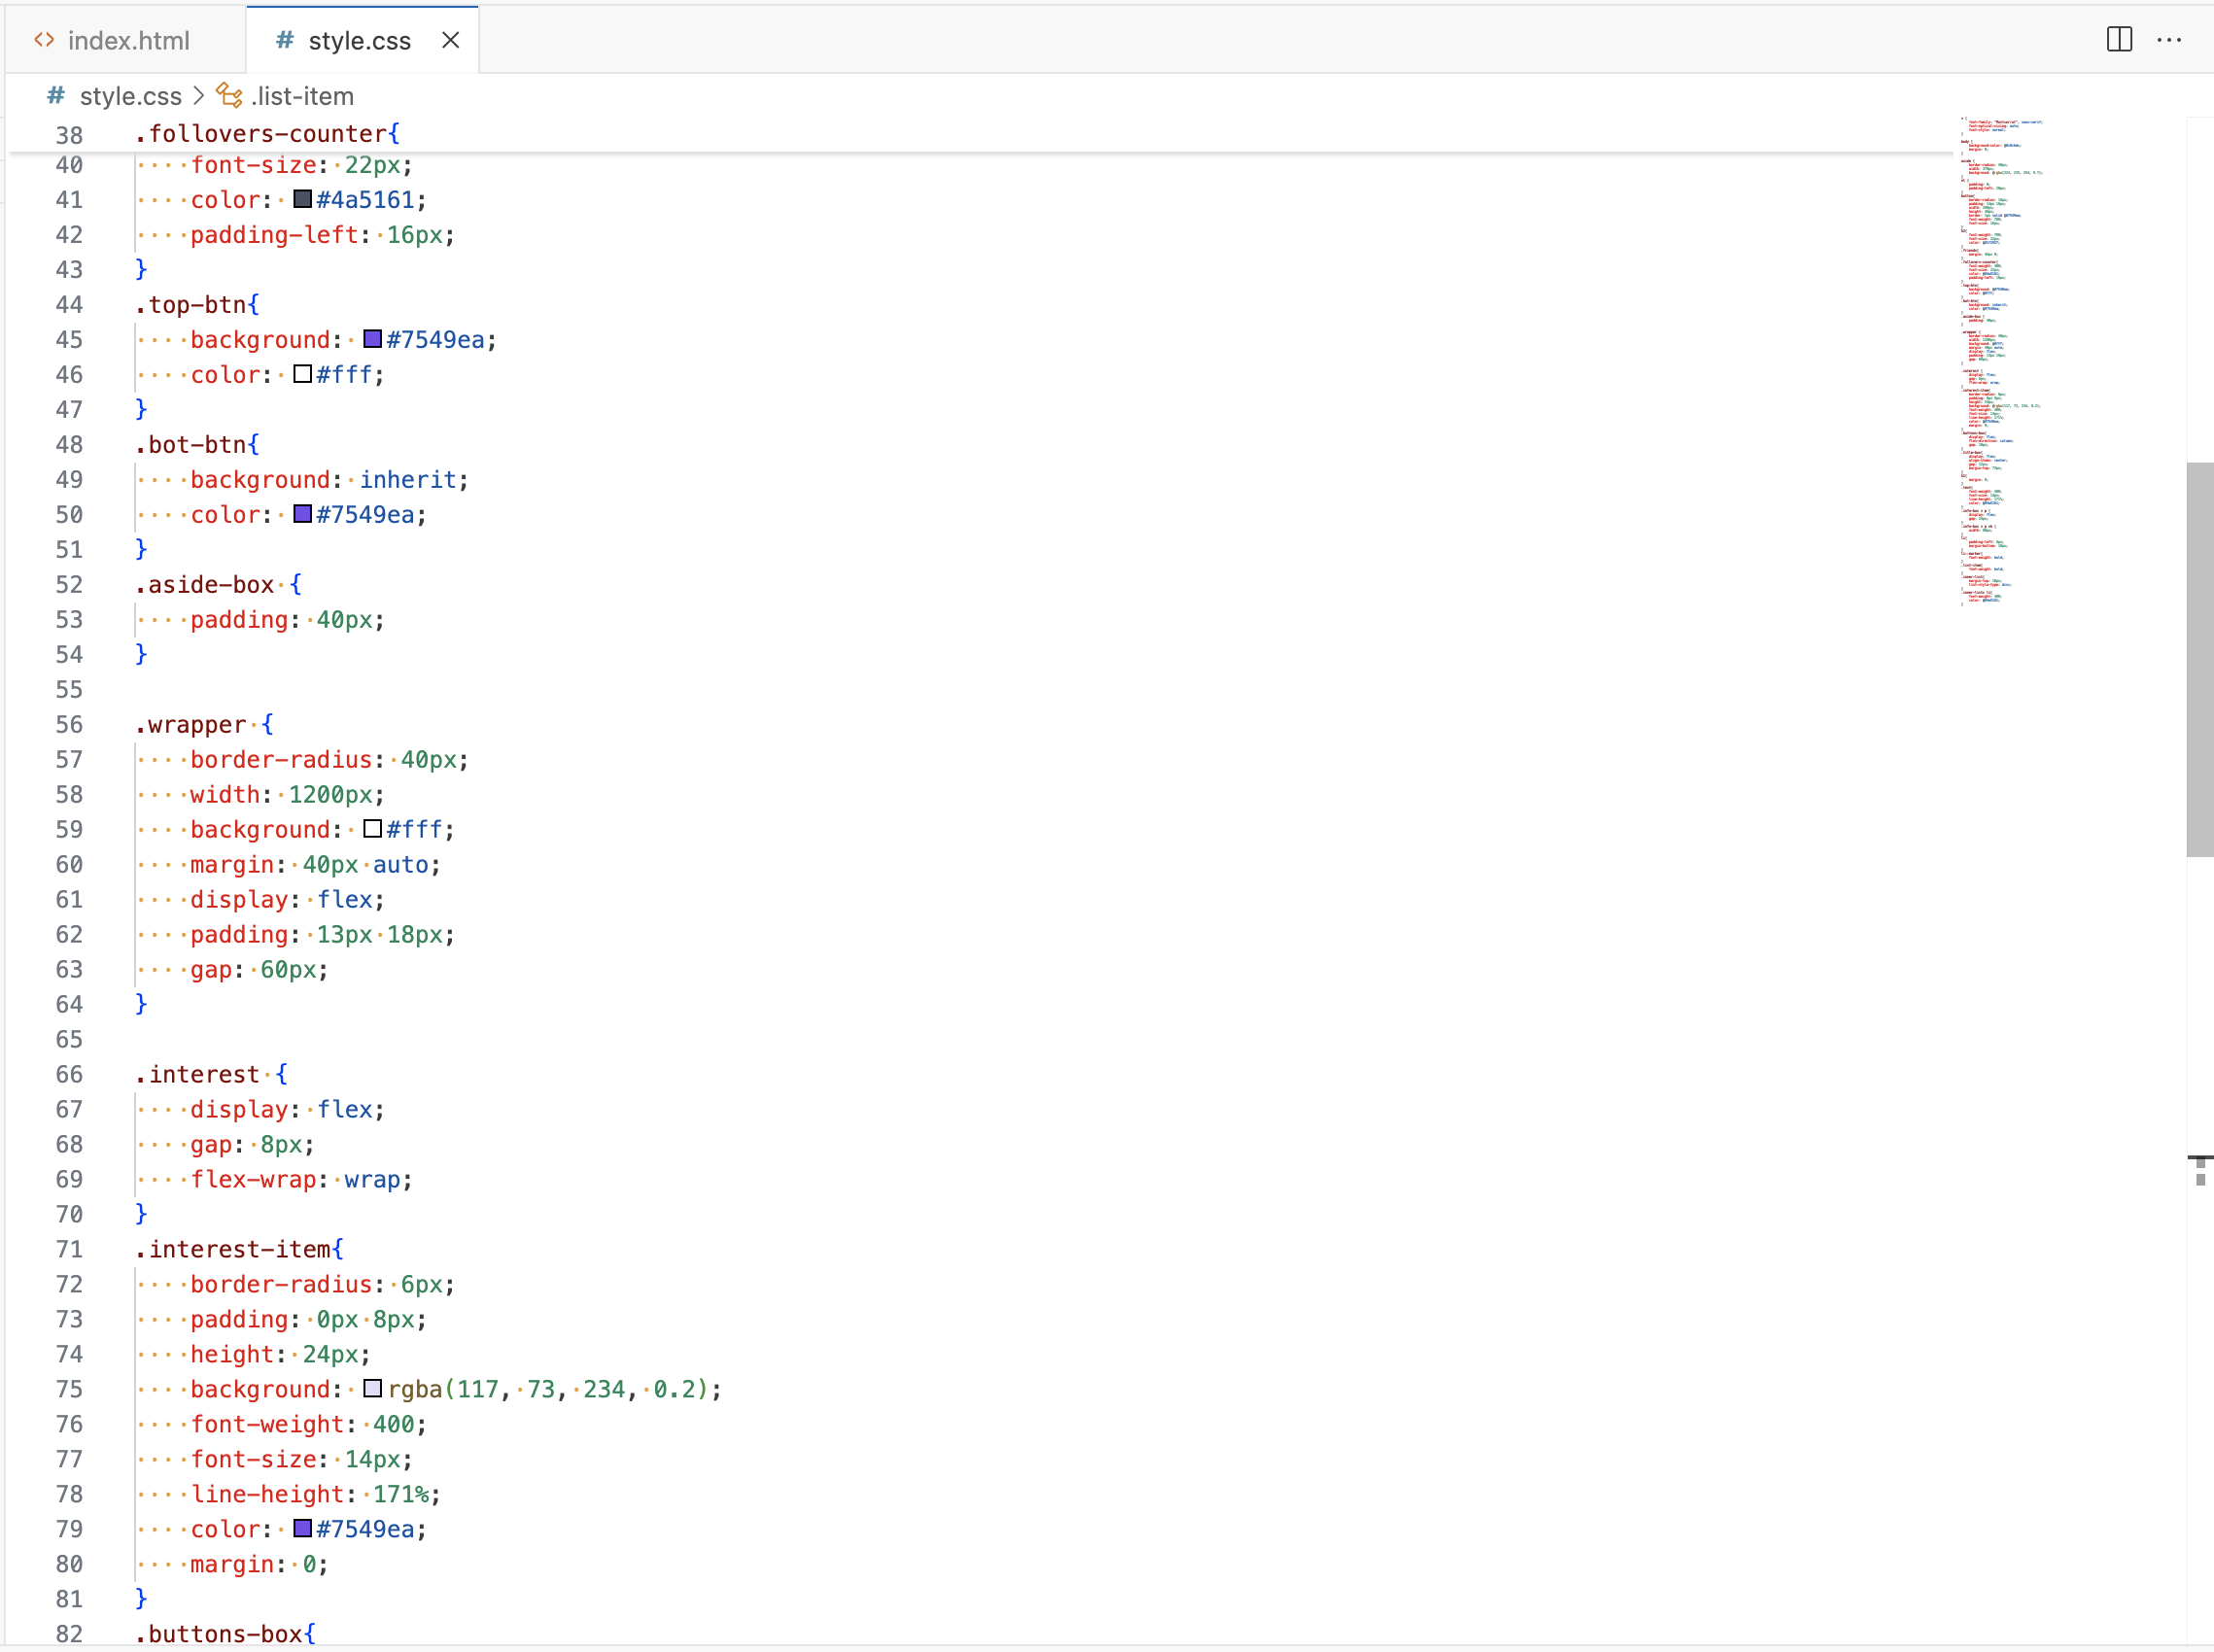 index.html
style.css
style.css > .list-item
38 .follovers-counter{
40 font-size: 22px;
41 color: #4a5161;
42 padding-left: 16px;
43 }
44 .top-btn{
45 background: #7549ea;
46 color: #fff;
47 }
48 .bot-btn{
49 background: inherit;
50 color: #7549ea;
51 }
52 .aside-box {
53 padding: 40px;
54 }
55
56 .wrapper {
57 border-radius: 40px;
58 width: 1200px;
59 background: #fff;
60 margin: 40px auto;
61 display: flex;
62 padding: 13px 18px;
63 gap: 60px;
64 }
65
66 .interest {
67 display: flex;
68 gap: 8px;
69 flex-wrap: wrap;
70 }
71 .interest-item{
72 border-radius: 6px;
73 padding: 0px 8px;
74 height: 24px;
75 background: rgba(117, 73, 234, 0.2);
76 font-weight: 400;
77 font-size: 14px;
78 line-height: 171%;
79 color: #7549ea;
80 margin: 0;
81 }
82 .buttons-box{